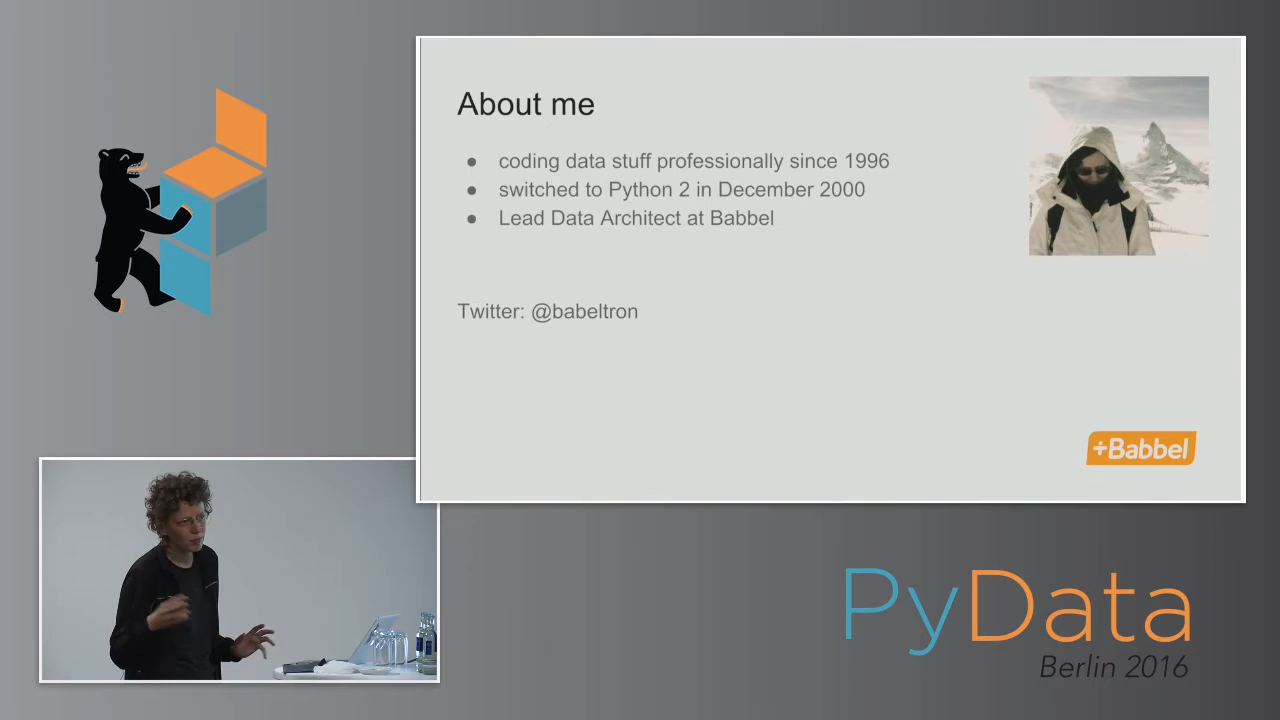 About me
● coding data stuff professionally since 1996
● switched to Python 2 in December 2000
● Lead Data Architect at Babbel
Twitter: @babeltron
+Babbel
PyData
Berlin 2016